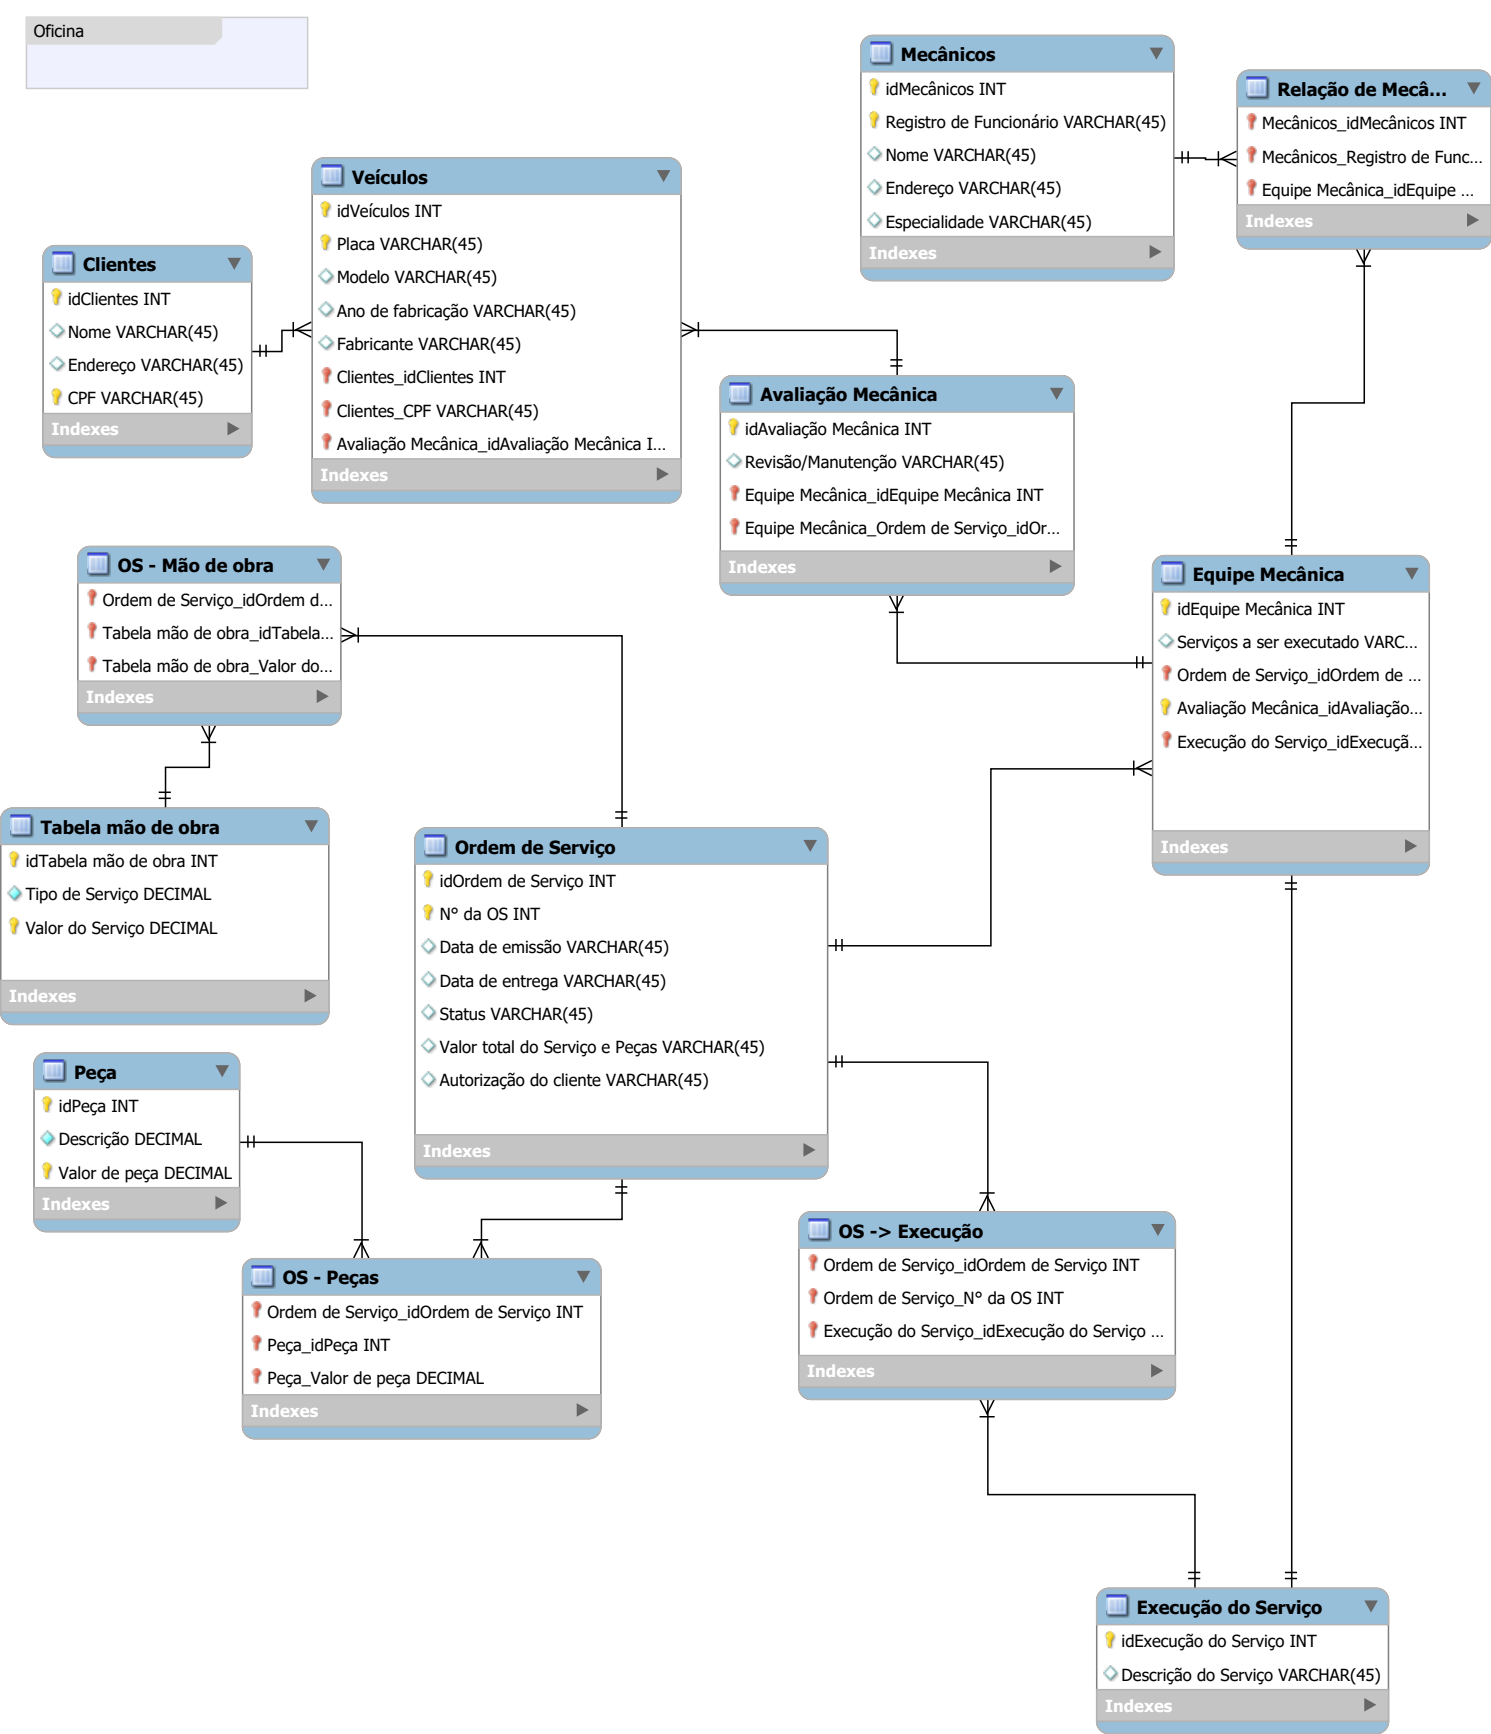 Oficina
Mecânicos
idMecânicos INT
Registro de Funcionário VARCHAR(45)
Nome VARCHAR(45)
Endereço VARCHAR(45)
Especialidade VARCHAR(45)
Indexes
Relação de Mecâ...
Mecânicos_idMecânicos INT
Mecânicos_Registro de Func...
Equipe Mecânica_idEquipe ...
Indexes
Veículos
idVeículos INT
Placa VARCHAR(45)
Modelo VARCHAR(45)
Ano de fabricação VARCHAR(45)
Fabricante VARCHAR(45)
Clientes_idClientes INT
Clientes_CPF VARCHAR(45)
Avaliação Mecânica_idAvaliação Mecânica I...
Indexes
Clientes
idClientes INT
Nome VARCHAR(45)
Endereço VARCHAR(45)
CPF VARCHAR(45)
Indexes
Avaliação Mecânica
idAvaliação Mecânica INT
Revisão/Manutenção VARCHAR(45)
Equipe Mecânica_idEquipe Mecânica INT
Equipe Mecânica_Ordem de Serviço_idOr...
Indexes
OS - Mão de obra
Ordem de Serviço_idOrdem d...
Tabela mão de obra_idTabela...
Tabela mão de obra_Valor do...
Indexes
Equipe Mecânica
idEquipe Mecânica INT
Serviços a ser executado VARC...
Ordem de Serviço_idOrdem de ...
Avaliação Mecânica_idAvaliação...
Execução do Serviço_idExecuçã...
Indexes
Tabela mão de obra
idTabela mão de obra INT
Tipo de Serviço DECIMAL
Valor do Serviço DECIMAL
Indexes
Ordem de Serviço
idOrdem de Serviço INT
N° da OS INT
Data de emissão VARCHAR(45)
Data de entrega VARCHAR(45)
Status VARCHAR(45)
Valor total do Serviço e Peças VARCHAR(45)
Autorização do cliente VARCHAR(45)
Indexes
Peça
idPeça INT
Descrição DECIMAL
Valor de peça DECIMAL
Indexes
OS - Peças
Ordem de Serviço_idOrdem de Serviço INT
Peça_idPeça INT
Peça_Valor de peça DECIMAL
Indexes
OS -> Execução
Ordem de Serviço_idOrdem de Serviço INT
Ordem de Serviço_N° da OS INT
Execução do Serviço_idExecução do Serviço ...
Indexes
Execução do Serviço
idExecução do Serviço INT
Descrição do Serviço VARCHAR(45)
Indexes